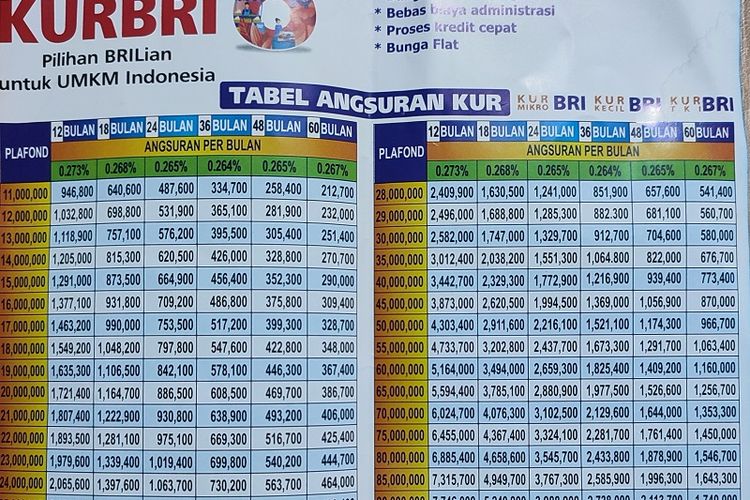 KURBRI
Pilihan BRILian
untuk UMKM Indonesia
* Bebas biaya administrasi
* Proses kredit cepat
* Bunga Flat
TABEL ANGSURAN KUR
KUR MIKRO BRI KUR KECIL BRI KUR TKI BRI
PLAFOND 12 BULAN 18 BULAN 24 BULAN 36 BULAN 48 BULAN 60 BULAN
ANGSURAN PER BULAN
0.273% 0.268% 0.265% 0.264% 0.265% 0.267%
11,000,000 946,800 640,600 487,600 334,700 258,400 212,700
12,000,000 1,032,800 698,800 531,900 365,100 281,900 232,000
13,000,000 1,118,900 757,100 576,200 395,500 305,400 251,400
14,000,000 1,205,000 815,300 620,500 426,000 328,800 270,700
15,000,000 1,291,000 873,500 664,900 456,400 352,300 290,000
16,000,000 1,377,100 931,800 709,200 486,800 375,800 309,400
17,000,000 1,463,200 990,000 753,500 517,200 399,300 328,700
18,000,000 1,549,200 1,048,200 797,800 547,600 422,800 348,000
19,000,000 1,635,300 1,106,500 842,100 578,100 446,300 367,400
20,000,000 1,721,400 1,164,700 886,500 608,500 469,700 386,700
21,000,000 1,807,400 1,222,900 930,800 638,900 493,200 406,000
22,000,000 1,893,500 1,281,100 975,100 669,300 516,700 425,400
23,000,000 1,979,600 1,339,400 1,019,400 699,800 540,200 444,700
24,000,000 2,065,600 1,397,600 1,063,700 730,200 563,700 464,000
PLAFOND 12 BULAN 18 BULAN 24 BULAN 36 BULAN 48 BULAN 60 BULAN
ANGSURAN PER BULAN
0.273% 0.268% 0.265% 0.264% 0.265% 0.267%
28,000,000 2,409,900 1,630,500 1,241,000 851,900 657,600 541,400
29,000,000 2,496,000 1,688,800 1,285,300 882.300 681,100 560,700
30,000,000 2,582,000 1,747,000 1,329,700 912,700 704,600 580,000
35,000,000 3,012,400 2,038,200 1,551,300 1,064.800 822,000 676,700
40,000,000 3,442,700 2,329,300 1,772,900 1,216,900 939,400 773,400
45,000,000 3,873,000 2,620,500 1,994,500 1,369,000 1,056,900 870,000
50,000,000 4,303,400 2,911,600 2,216,100 1,521,100 1,174,300 966,700
55,000,000 4,733,700 3,202,800 2,437,700 1,673,300 1,291,700 1,063,400
60,000,000 5,164,000 3,494,000 2,659,300 1,825,400 1,409,200 1,160,000
65,000,000 5,594,400 3,785,100 2,880,900 1,977,500 1,526,600 1,256,700
70,000,000 6,024,700 4,076,300 3,102,500 2,129,600 1,644,000 1,353,300
75,000,000 6,455,000 4,367,400 3,324,100 2,281,700 1,761,400 1,450,000
80,000,000 6,885,400 4,658,600 3,545,700 2,433,800 1,878,900 1,546,700
85,000,000 7,315,700 4,949,700 3,767,300 2,585,900 1,996,300 1,643,300